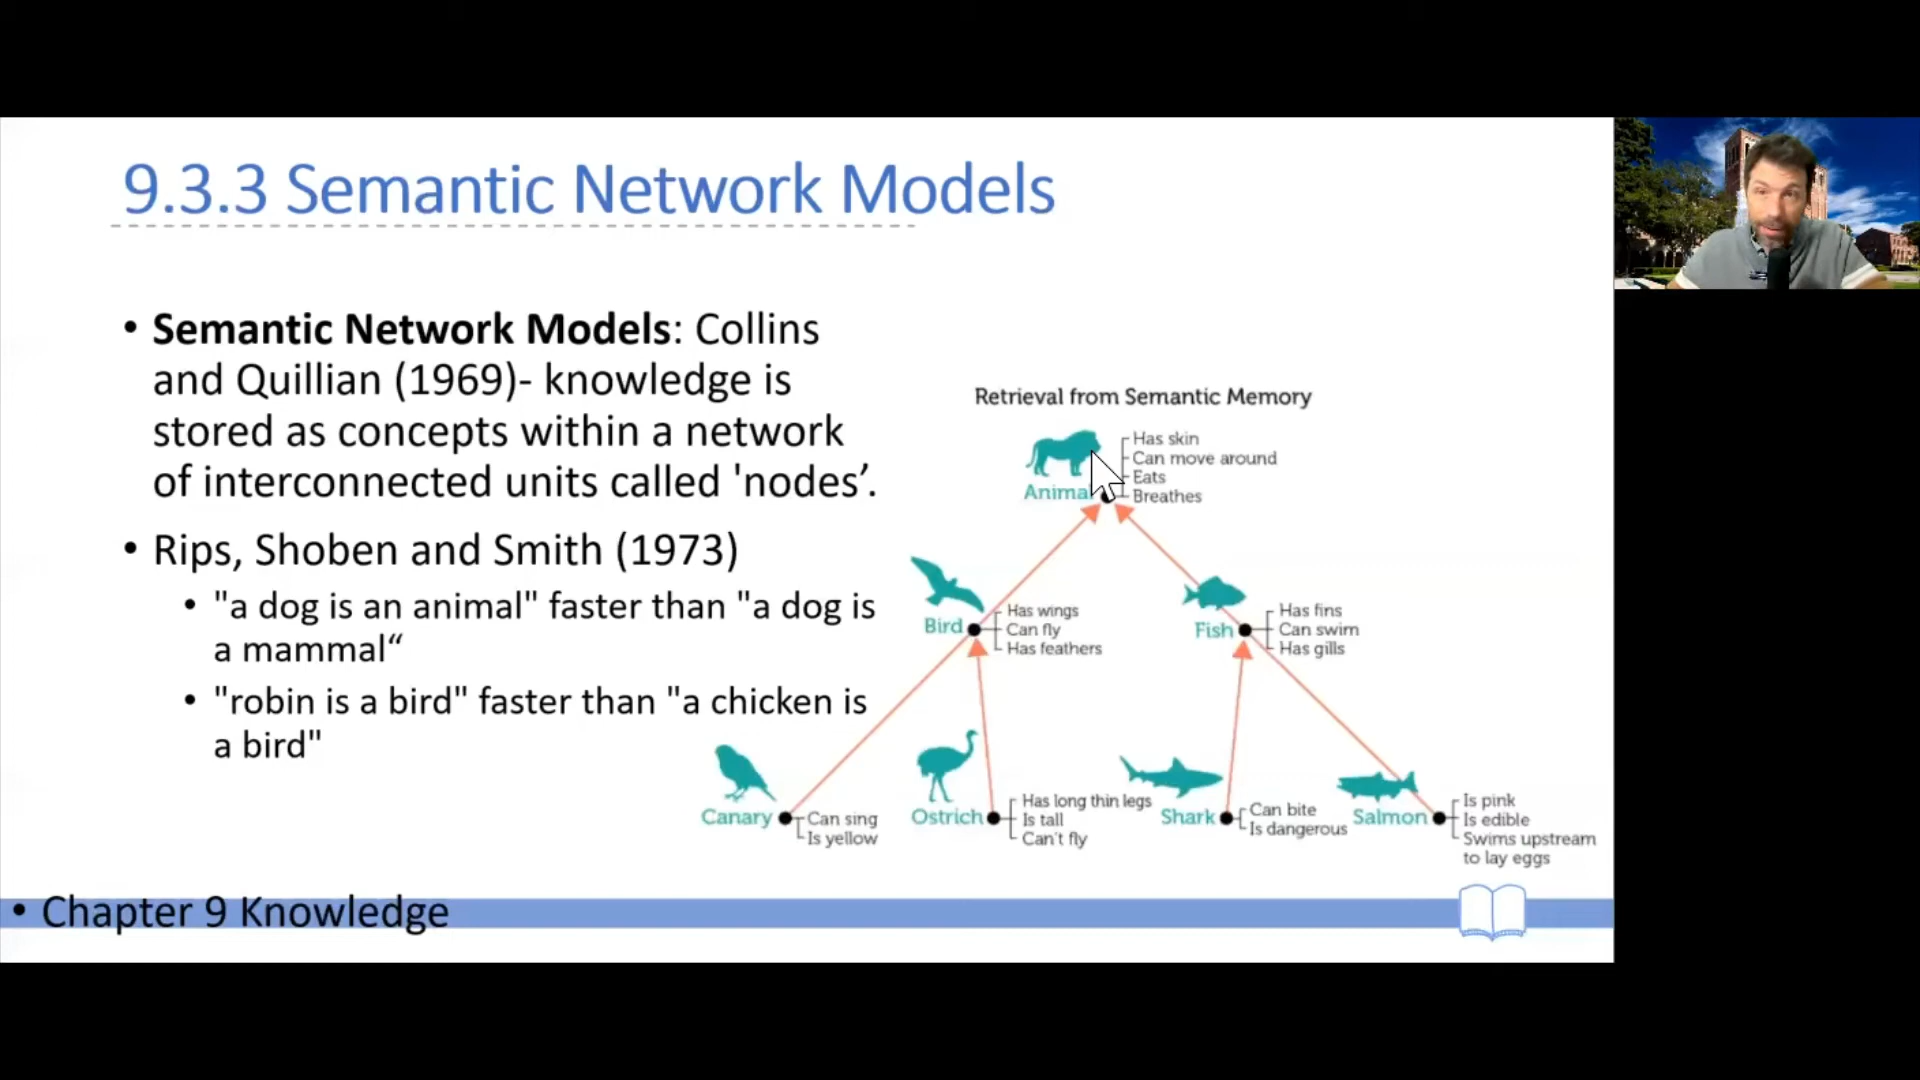 9.3.3 Semantic Network Models
• Semantic Network Models: Collins
and Quillian (1969)- knowledge is
stored as concepts within a network
of interconnected units called 'nodes’.
• Rips, Shoben and Smith (1973)
• "a dog is an animal" faster than "a dog is
a mammal“
• "robin is a bird" faster than "a chicken is
a bird"
Retrieval from Semantic Memory
Animal
Has skin
Can move around
Eats
Breathes
Bird
Has wings
Can fly
Has feathers
Fish
Has fins
Can swim
Has gills
Canary
Can sing
Is yellow
Ostrich
Has long thin legs
Is tall
Can't fly
Shark
Can bite
Is dangerous
Salmon
Is pink
Is edible
Swims upstream
to lay eggs
• Chapter 9 Knowledge